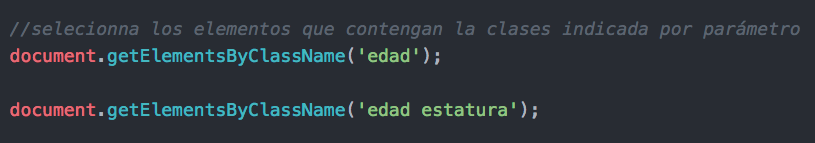 //selecionna los elementos que contengan la clases indicada por parámetro
document.getElementsByClassName('edad');
document.getElementsByClassName('edad estatura');